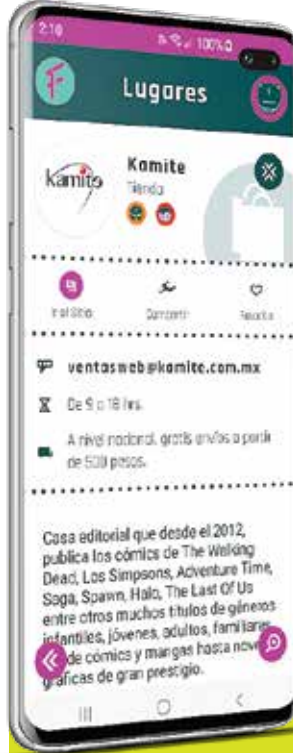 2:10 100%
Lugares
kamite
Kamite
Tienda
Ir al Sitio Compartir Favorito
ventasweb@kamite.com.mx
De 9 a 18 hrs.
A nivel nacional, gratis envíos a partir
de 500 pesos.
Casa editorial que desde el 2012,
publica los cómics de The Walking
Dead, Los Simpsons, Adventure Time,
Saga, Spawn, Halo, The Last Of Us
entre otros muchos títulos de géneros
infantiles, jóvenes, adultos, familiares
de cómics y mangas hasta novelas
gráficas de gran prestigio.